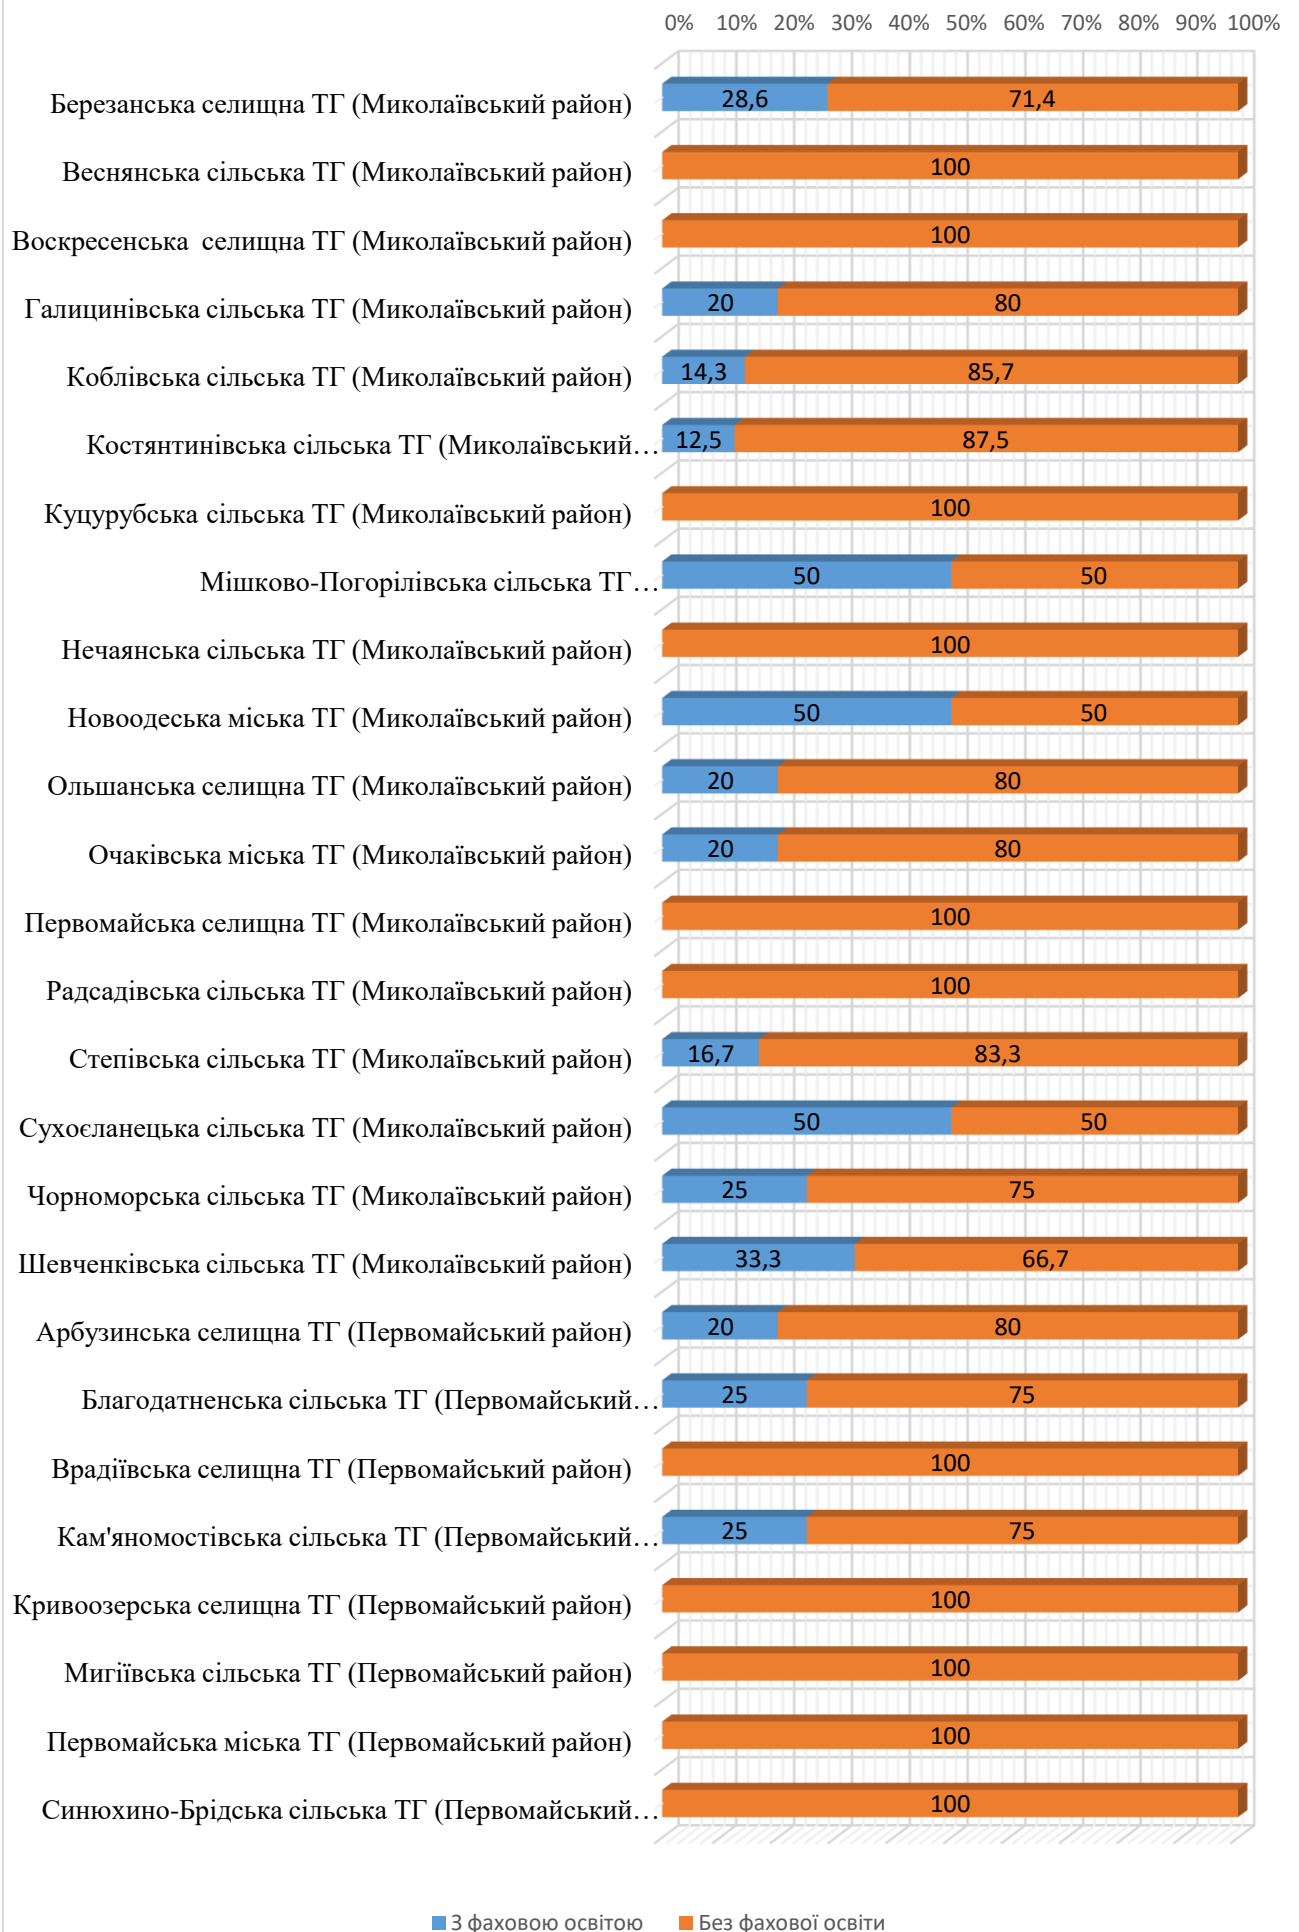 0% 10% 20% 30% 40% 50% 60% 70% 80% 90% 100%
Березанська селищна ТГ (Миколаївський район) 28,6 71,4
Веснянська сільська ТГ (Миколаївський район) 100
Воскресенська селищна ТГ (Миколаївський район) 100
Галицинівська сільська ТГ (Миколаївський район) 20 80
Коблівська сільська ТГ (Миколаївський район) 14,3 85,7
Костянтинівська сільська ТГ (Миколаївський… 12,5 87,5
Куцурубська сільська ТГ (Миколаївський район) 100
Мішково-Погорілівська сільська ТГ… 50 50
Нечаянська сільська ТГ (Миколаївський район) 100
Новоодеська міська ТГ (Миколаївський район) 50 50
Ольшанська селищна ТГ (Миколаївський район) 20 80
Очаківська міська ТГ (Миколаївський район) 20 80
Первомайська селищна ТГ (Миколаївський район) 100
Радсадівська сільська ТГ (Миколаївський район) 100
Степівська сільська ТГ (Миколаївський район) 16,7 83,3
Сухоєланецька сільська ТГ (Миколаївський район) 50 50
Чорноморська сільська ТГ (Миколаївський район) 25 75
Шевченківська сільська ТГ (Миколаївський район) 33,3 66,7
Арбузинська селищна ТГ (Первомайський район) 20 80
Благодатненська сільська ТГ (Первомайський… 25 75
Врадіївська селищна ТГ (Первомайський район) 100
Кам'яномостівська сільська ТГ (Первомайський… 25 75
Кривоозерська селищна ТГ (Первомайський район) 100
Мигіївська сільська ТГ (Первомайський район) 100
Первомайська міська ТГ (Первомайський район) 100
Синюхино-Брідська сільська ТГ (Первомайський… 100
З фаховою освітою Без фахової освіти